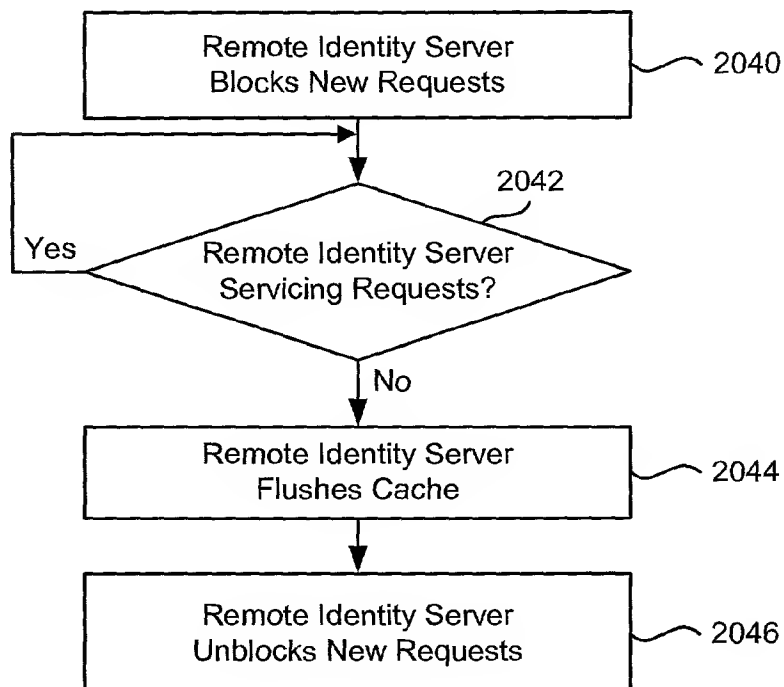 Remote Identity Server
Blocks New Requests
2040
2042
Yes
Remote Identity Server
Servicing Requests?
No
Remote Identity Server
Flushes Cache
2044
Remote Identity Server
Unblocks New Requests
2046